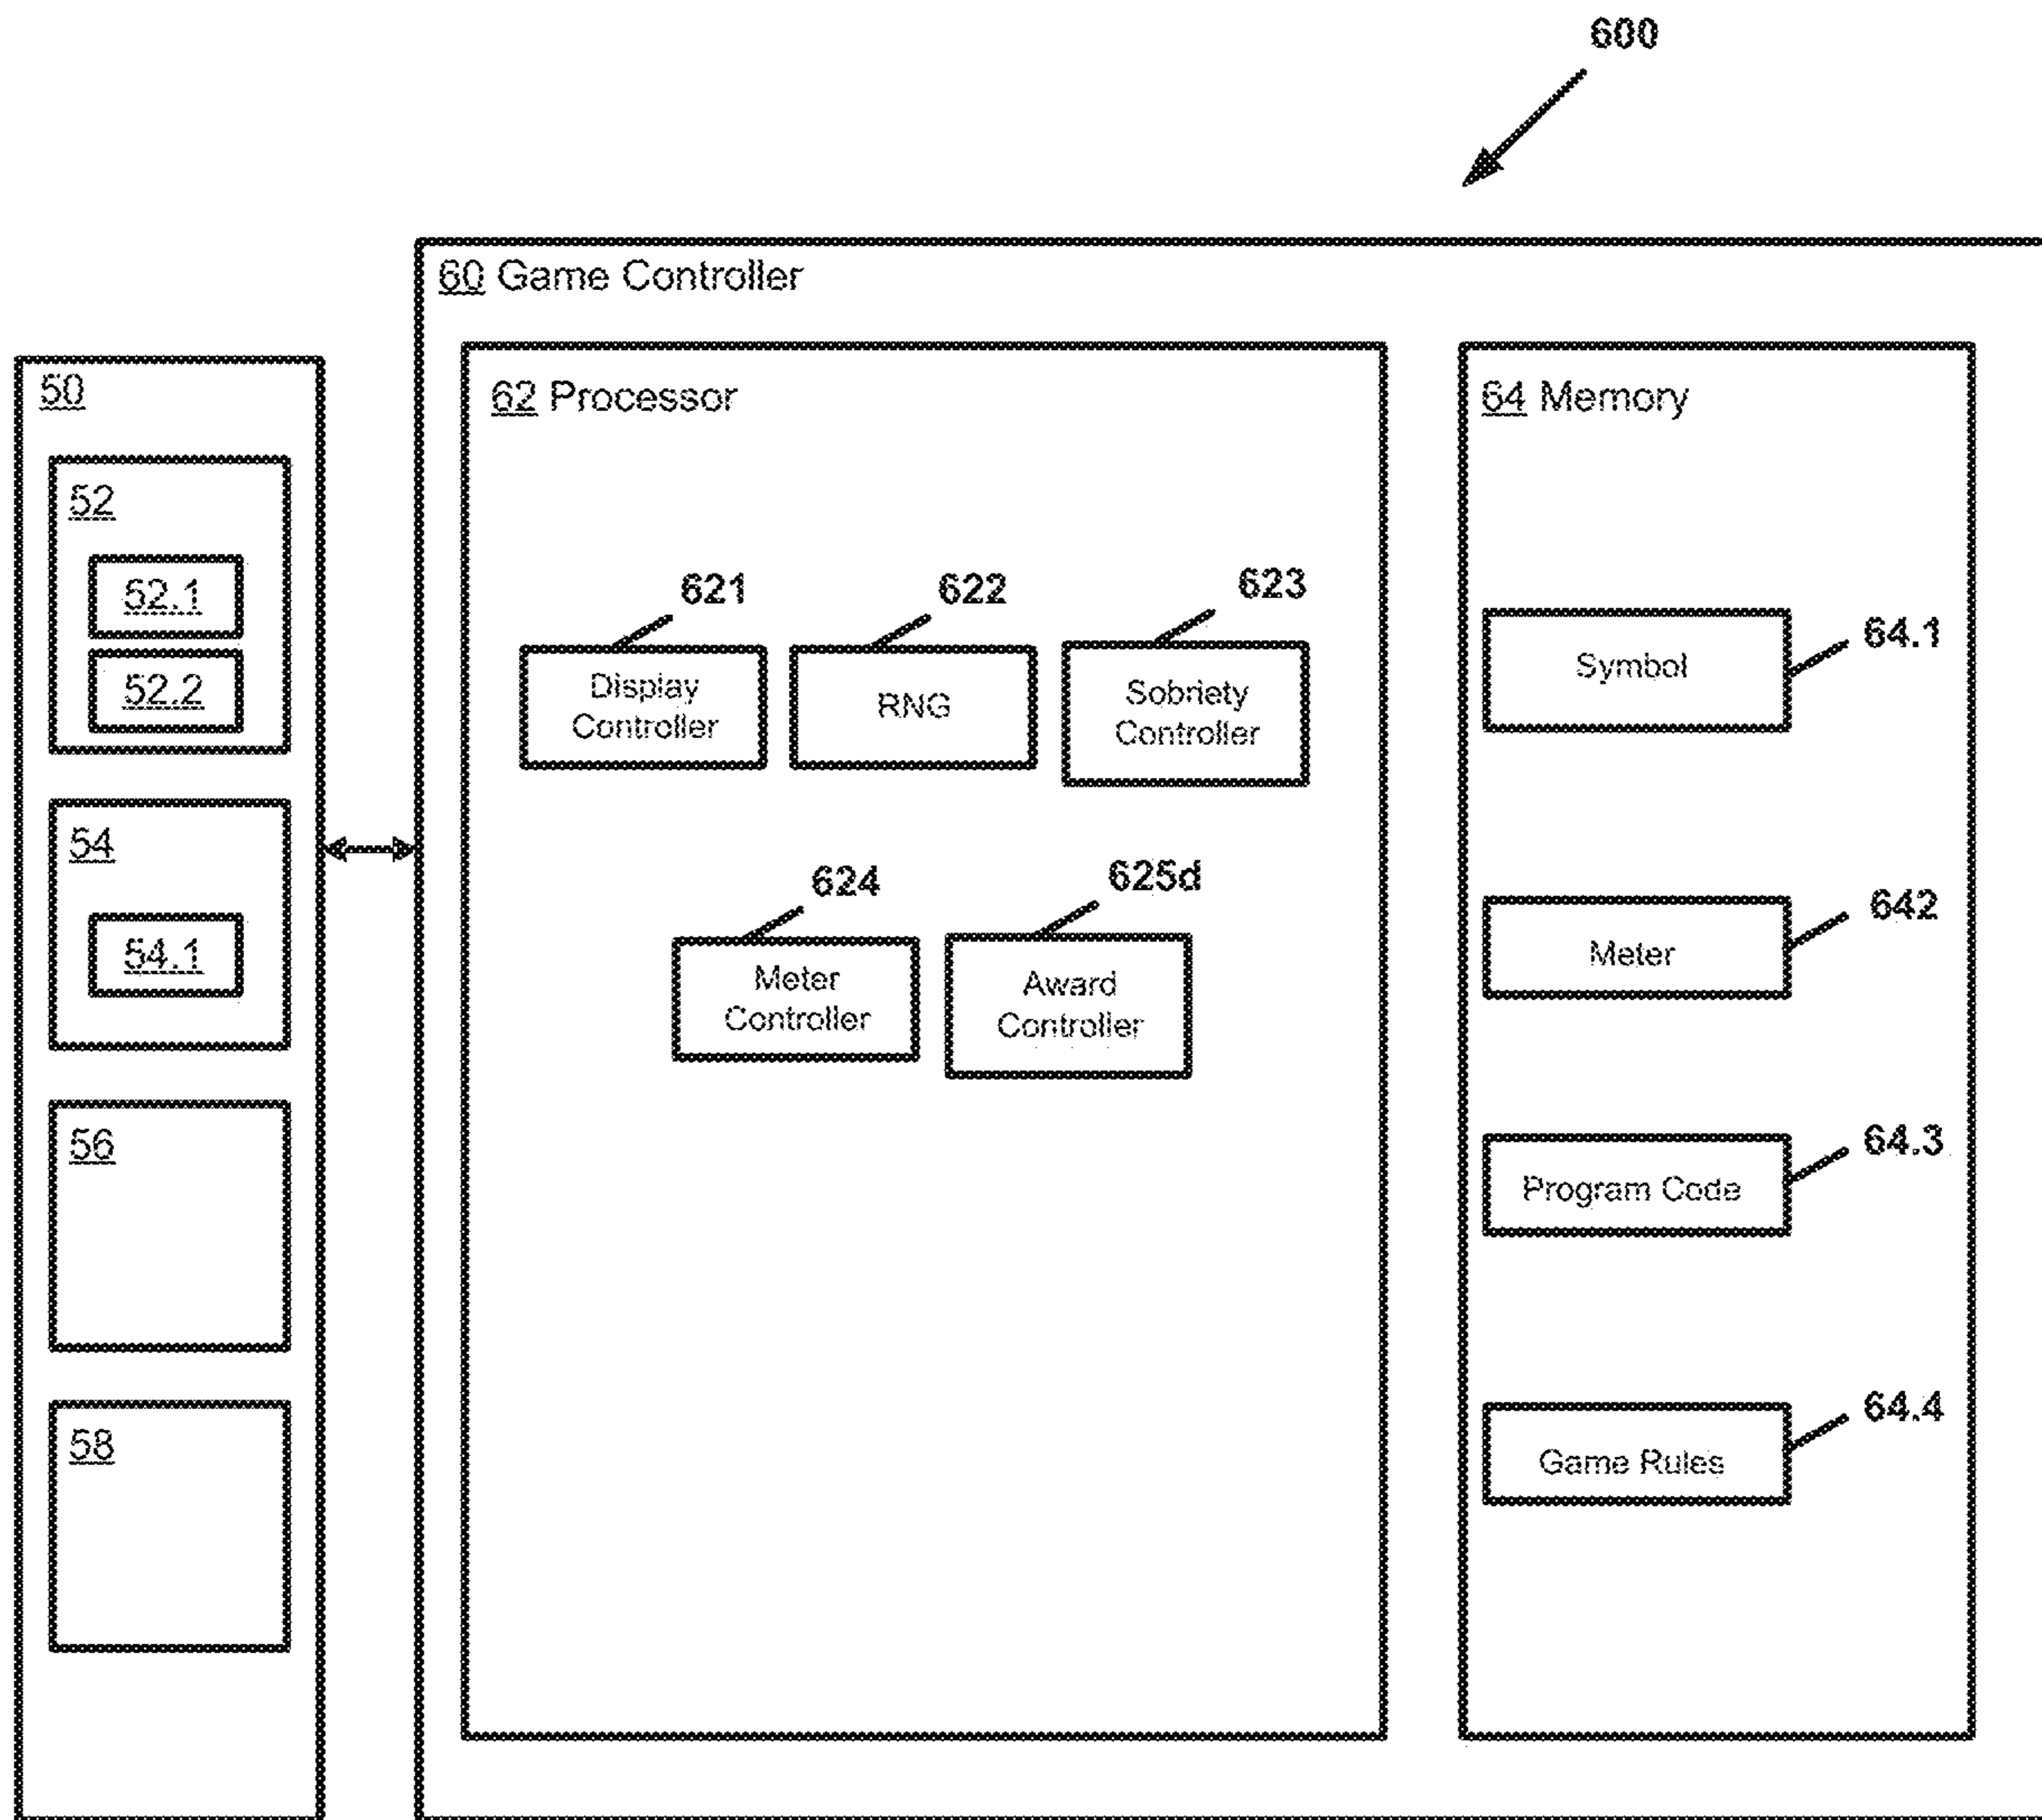 600
60 Game Controller
50
62 Processor
64 Memory
52
52.1
52.2
54
54.1
56
58
621
622
623
Display
Controller
RNG
Sobriety
Controller
624
625d
Meter
Controller
Award
Controller
Symbol
64.1
Meter
642
Program Code
64.3
Game Rules
64.4